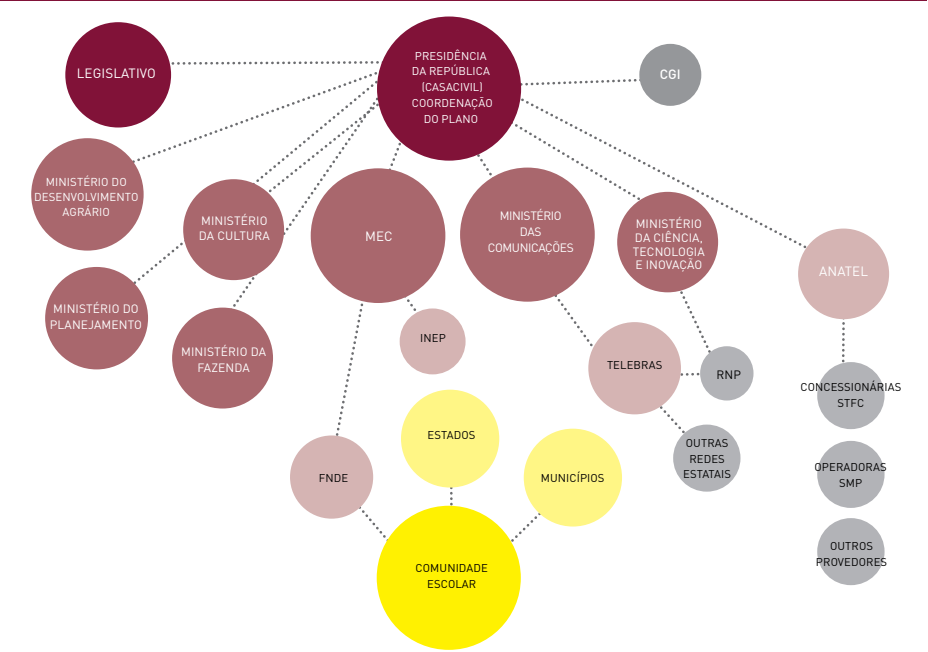 LEGISLATIVO
PRESIDÊNCIA
DA REPÚBLICA
(CASACIVIL)
COORDENAÇÃO
DO PLANO
CGI
MINISTÉRIO DO
DESENVOLVIMENTO
AGRÁRIO
MINISTÉRIO
DA CULTURA
MEC
MINISTÉRIO
DAS
COMUNICAÇÕES
MINISTÉRIO
DA CIÊNCIA,
TECNOLOGIA
E INOVAÇÃO
ANATEL
MINISTÉRIO DO
PLANEJAMENTO
MINISTÉRIO DA
FAZENDA
INEP
TELEBRAS
RNP
CONCESSIONÁRIAS
STFC
ESTADOS
OUTRAS
REDES
ESTATAIS
FNDE
MUNICÍPIOS
OPERADORAS
SMP
OUTROS
PROVEDORES
COMUNIDADE
ESCOLAR